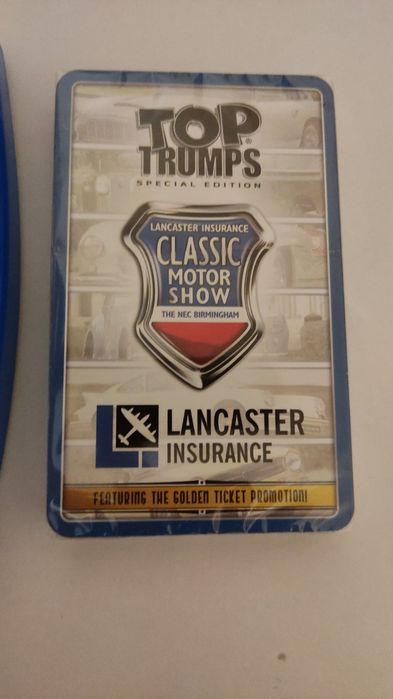 TOP
TRUMPS
SPECIAL EDITION
LANCASTER INSURANCE
CLASSIC
MOTOR
SHOW
THE NEC BIRMINGHAM
LANCASTER
INSURANCE
FEATURING THE GOLDEN TICKET PROMOTION!